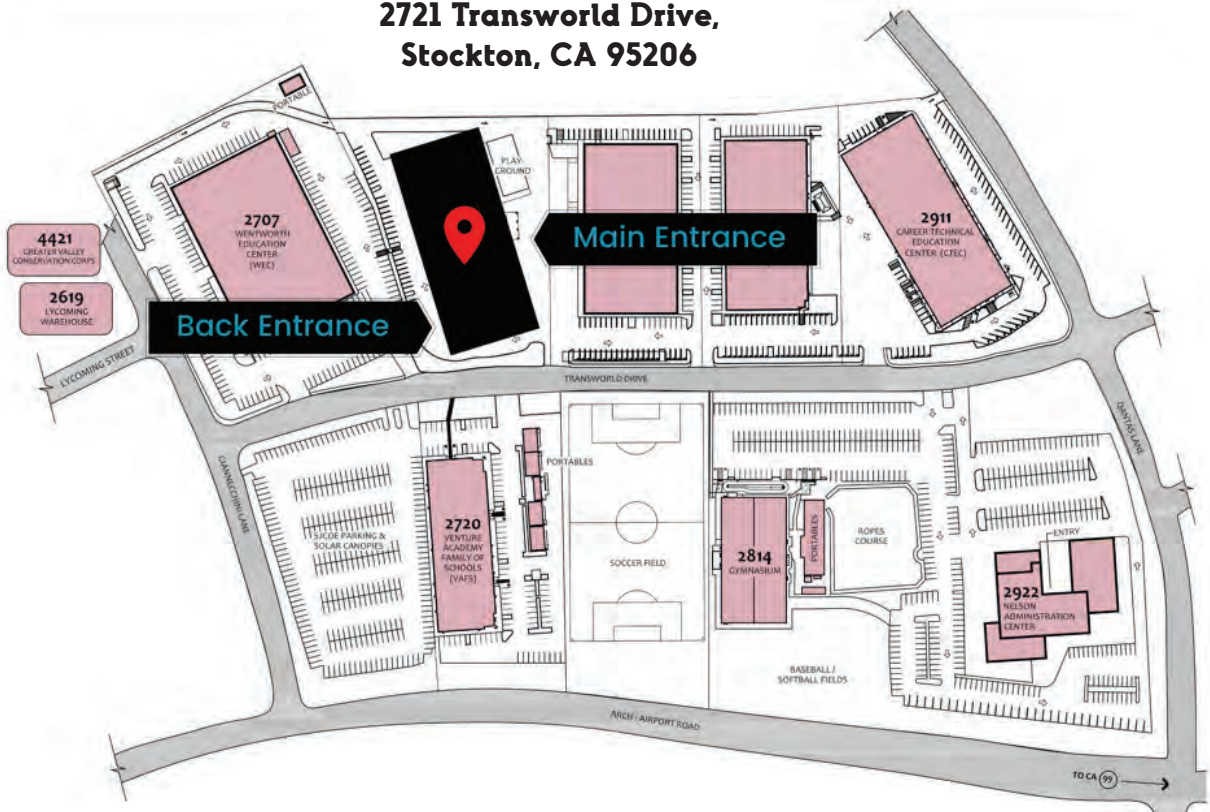 2721 Transworld Drive,
Stockton, CA 95206
PORTABLE
PLAY
GROUND
2707
WENTWORTH
EDUCATION
CENTER
(WEC)
2911
CAREER TECHNICAL
EDUCATION
CENTER (CTEC)
4421
GREATER VALLEY
CONSERVATION CORPS
2619
LYCOMING
WAREHOUSE
Main Entrance
Back Entrance
LYCOMING STREET
TRANSWORLD DRIVE
QANTAS LANE
GIANNECCHINI LANE
PORTABLES
SJCOE PARKING &
SOLAR CANOPIES
2720
VENTURE
ACADEMY
FAMILY OF
SCHOOLS
(VAFS)
SOCCER FIELD
2814
GYMNASIUM
PORTABLES
ROPES
COURSE
ENTRY
2922
NELSON
ADMINISTRATION
CENTER
BASEBALL /
SOFTBALL FIELDS
ARCH - AIRPORT ROAD
TO CA 99